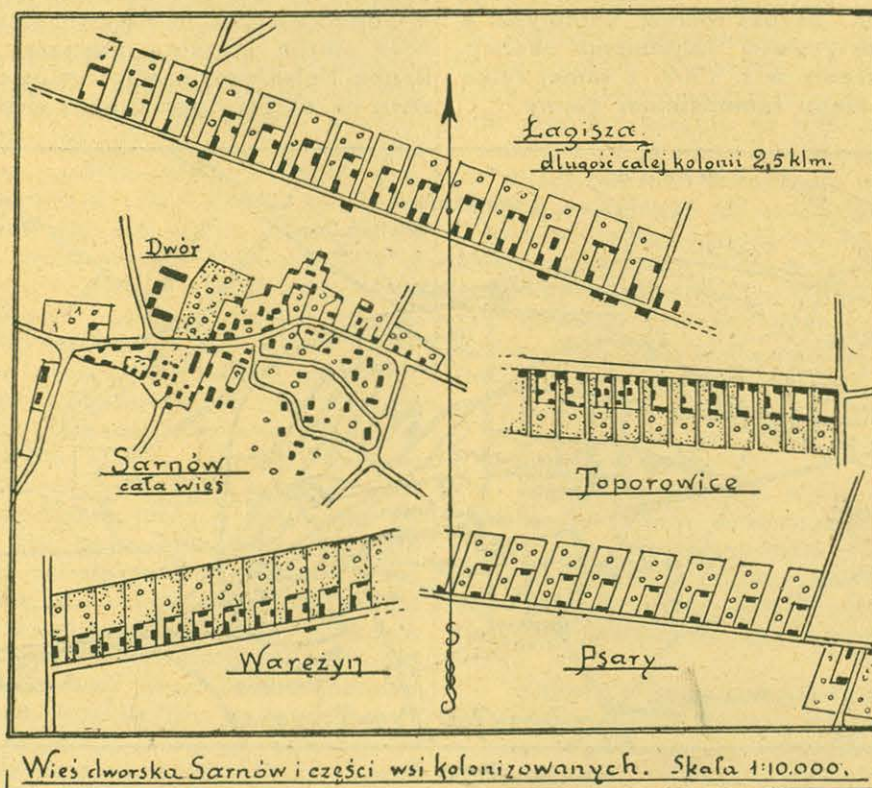 Łagisza
długość całej kolonii 2,5 klm.
Dwór
Sarnów
cała wieś
Toporowice
Warężyn
Psary
S
Wieś dworska Sarnów i części wsi kolonizowanych. Skala 1:10.000.